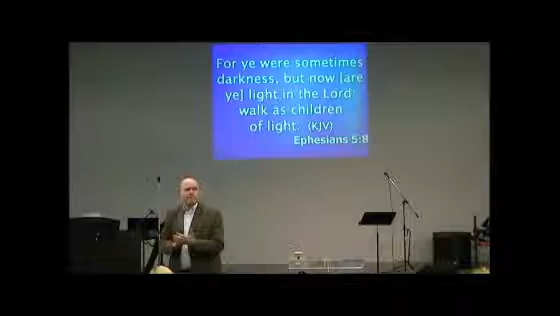 For ye were sometimes
darkness, but now [are
ye] light in the Lord:
walk as children
of light. (KJV)
Ephesians 5:8